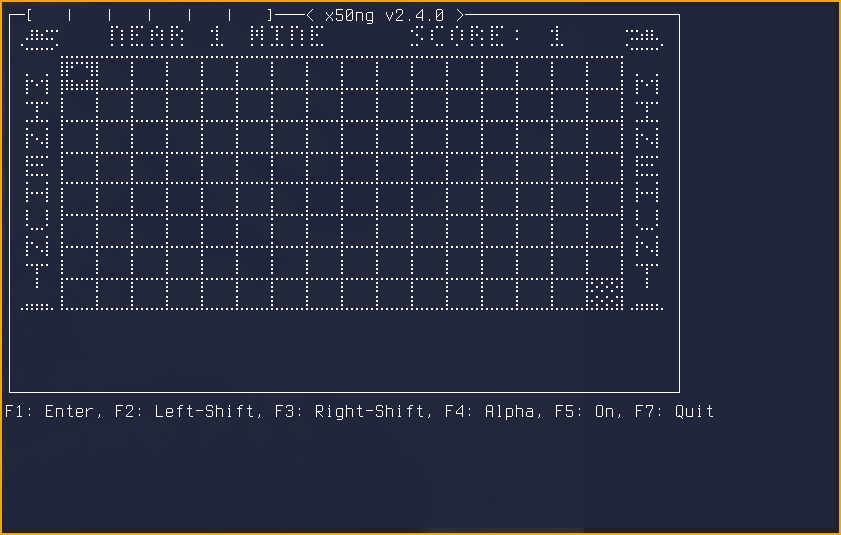 x50ng v2.4.0
NEAR 1 MINE SCORE: 1
MINEHUNT
MINEHUNT
F1: Enter, F2: Left-Shift, F3: Right-Shift, F4: Alpha, F5: On, F7: Quit